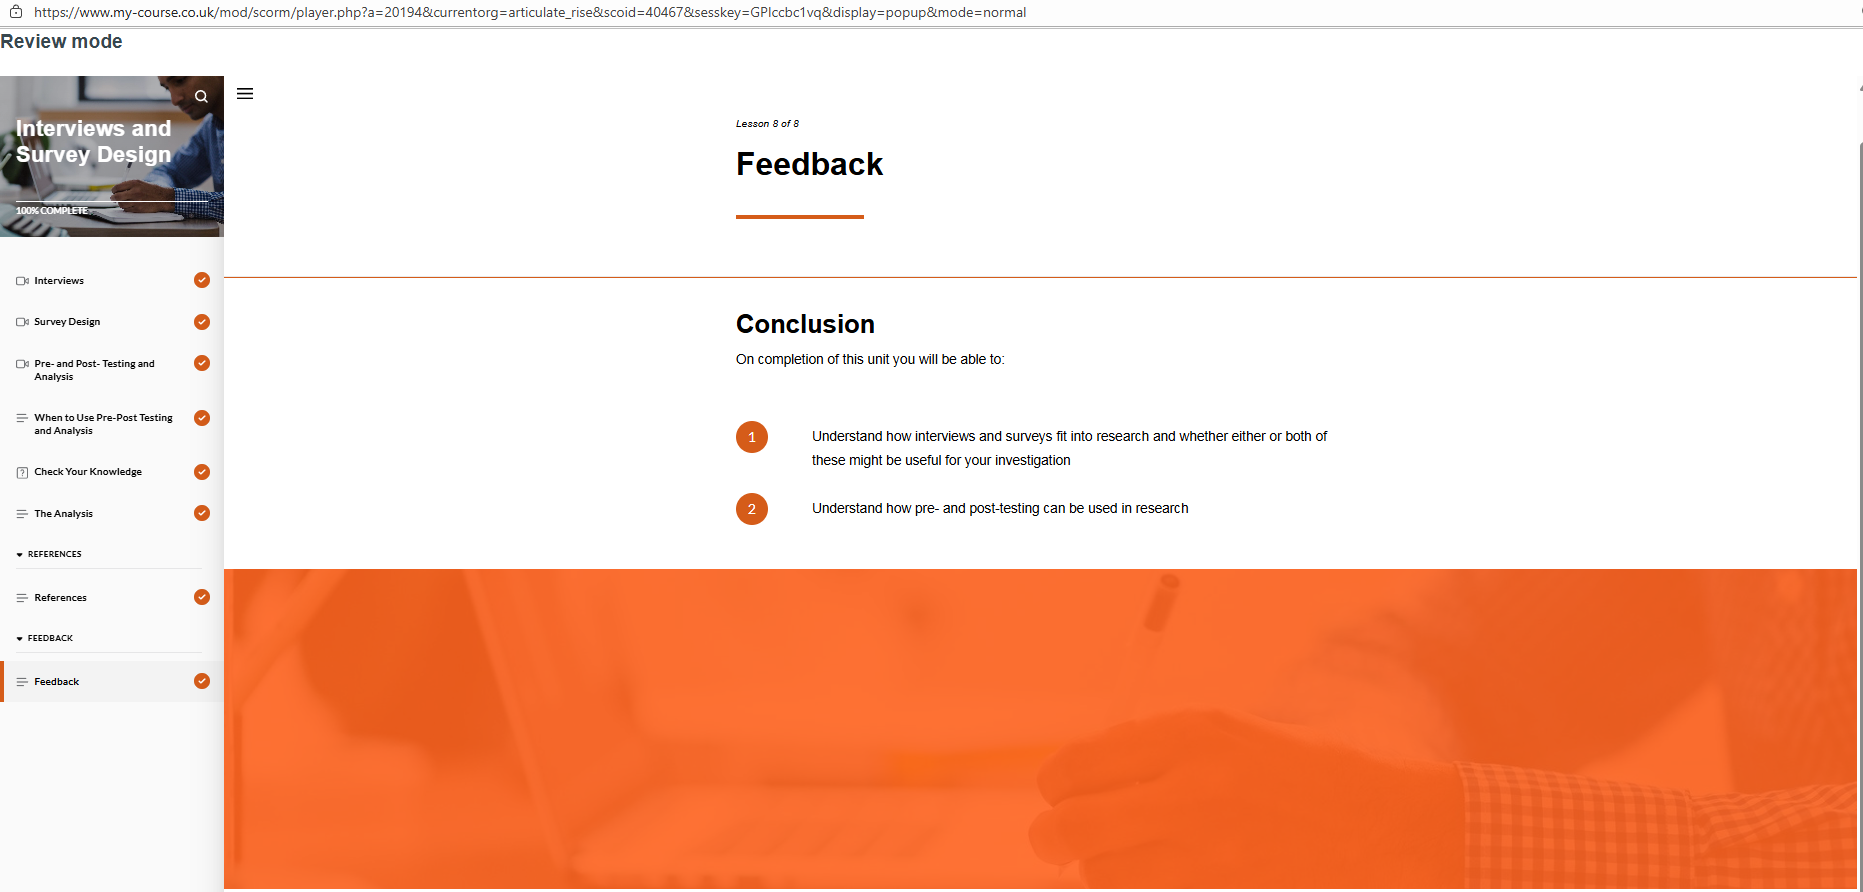 https://www.my-course.co.uk/mod/scorm/player.php?a=20194&currentorg=articulate_rise&scoid=40467&sesskey=GPlccbc1vq&display=popup&mode=normal
Review mode
Interviews and
Survey Design
100% COMPLETE
Interviews
Survey Design
Pre- and Post- Testing and
Analysis
When to Use Pre-Post Testing
and Analysis
Check Your Knowledge
The Analysis
REFERENCES
References
FEEDBACK
Feedback
Lesson 8 of 8
Feedback
Conclusion
On completion of this unit you will be able to:
1
Understand how interviews and surveys fit into research and whether either or both of
these might be useful for your investigation
2
Understand how pre- and post-testing can be used in research